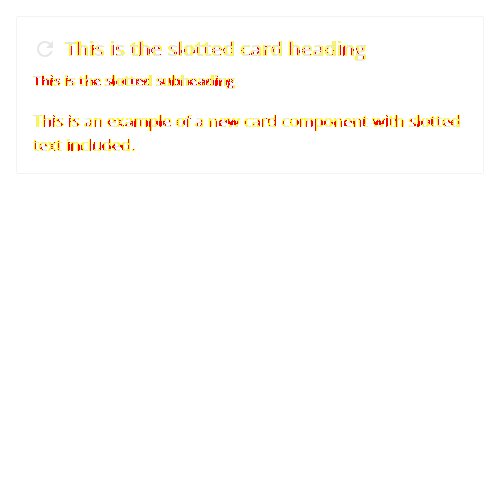 This is the slotted card heading
This is the slotted subheading
This is an example of a new card component with slotted
text included.